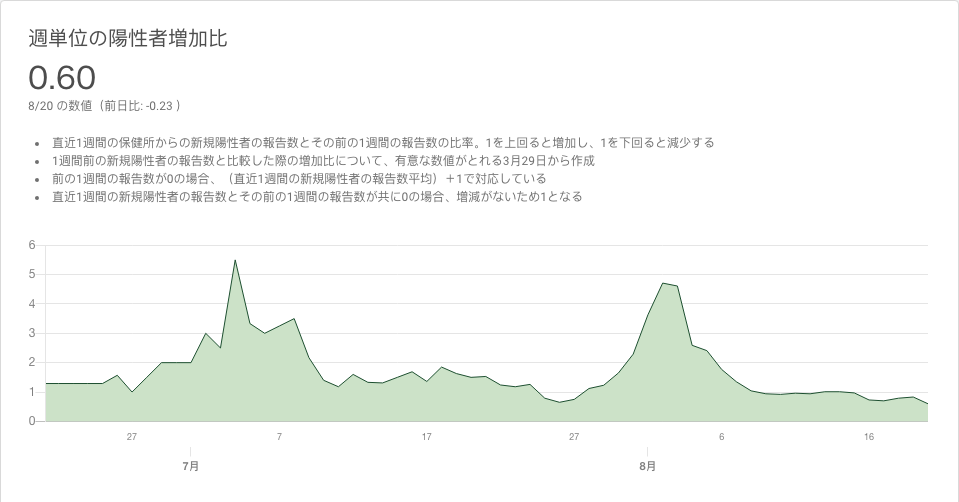 週単位の陽性者増加比
0.60
8/20 の数値（前日比: -0.23 ）
直近1週間の保健所からの新規陽性者の報告数とその前の1週間の報告数の比率。1を上回ると増加し、1を下回ると減少する
1週間前の新規陽性者の報告数と比較した際の増加比について、有意な数値がとれる3月29日から作成
前の1週間の報告数が0の場合、（直近1週間の新規陽性者の報告数平均）＋1で対応している
直近1週間の新規陽性者の報告数とその前の1週間の報告数が共に0の場合、増減がないため1となる
6
5
4
3
2
1
0
27 7 17 27 6 16
7月 8月